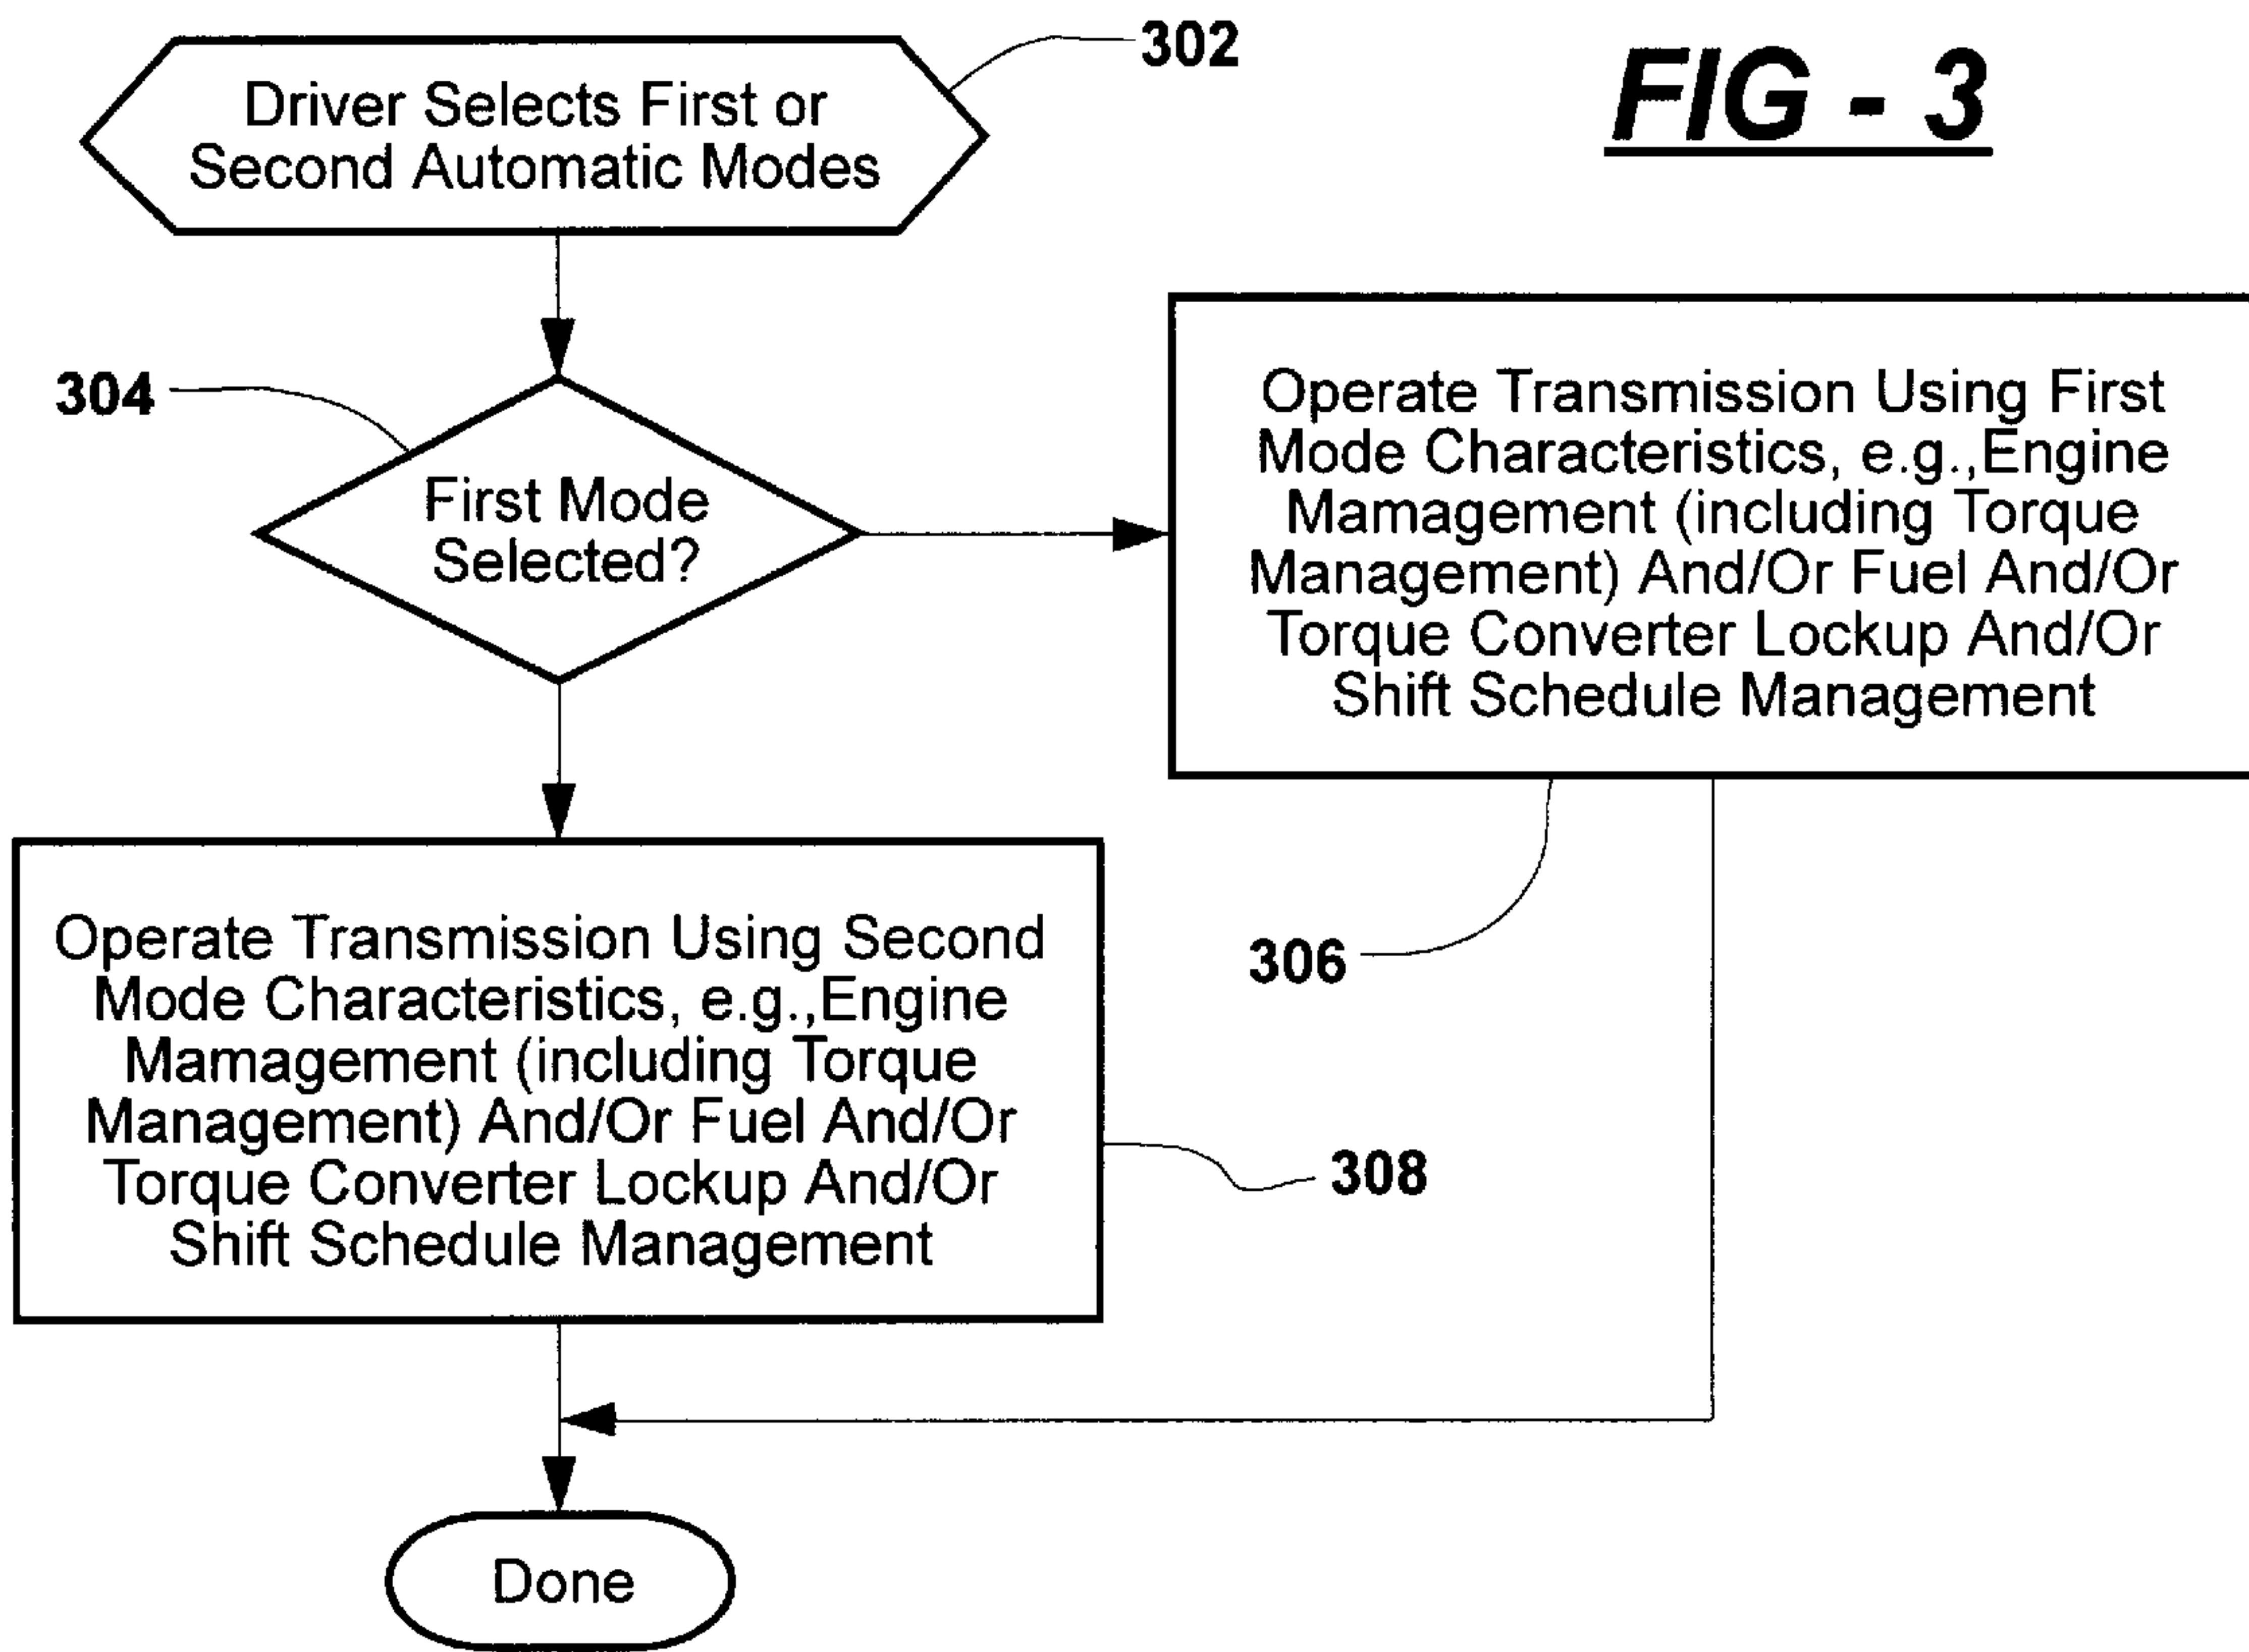 302
FIG - 3
Driver Selects First or
Second Automatic Modes
304
First Mode
Selected?
Operate Transmission Using First
Mode Characteristics, e.g.,Engine
Mamagement (including Torque
Management) And/Or Fuel And/Or
Torque Converter Lockup And/Or
Shift Schedule Management
306
Operate Transmission Using Second
Mode Characteristics, e.g.,Engine
Mamagement (including Torque
Management) And/Or Fuel And/Or
Torque Converter Lockup And/Or
Shift Schedule Management
308
Done